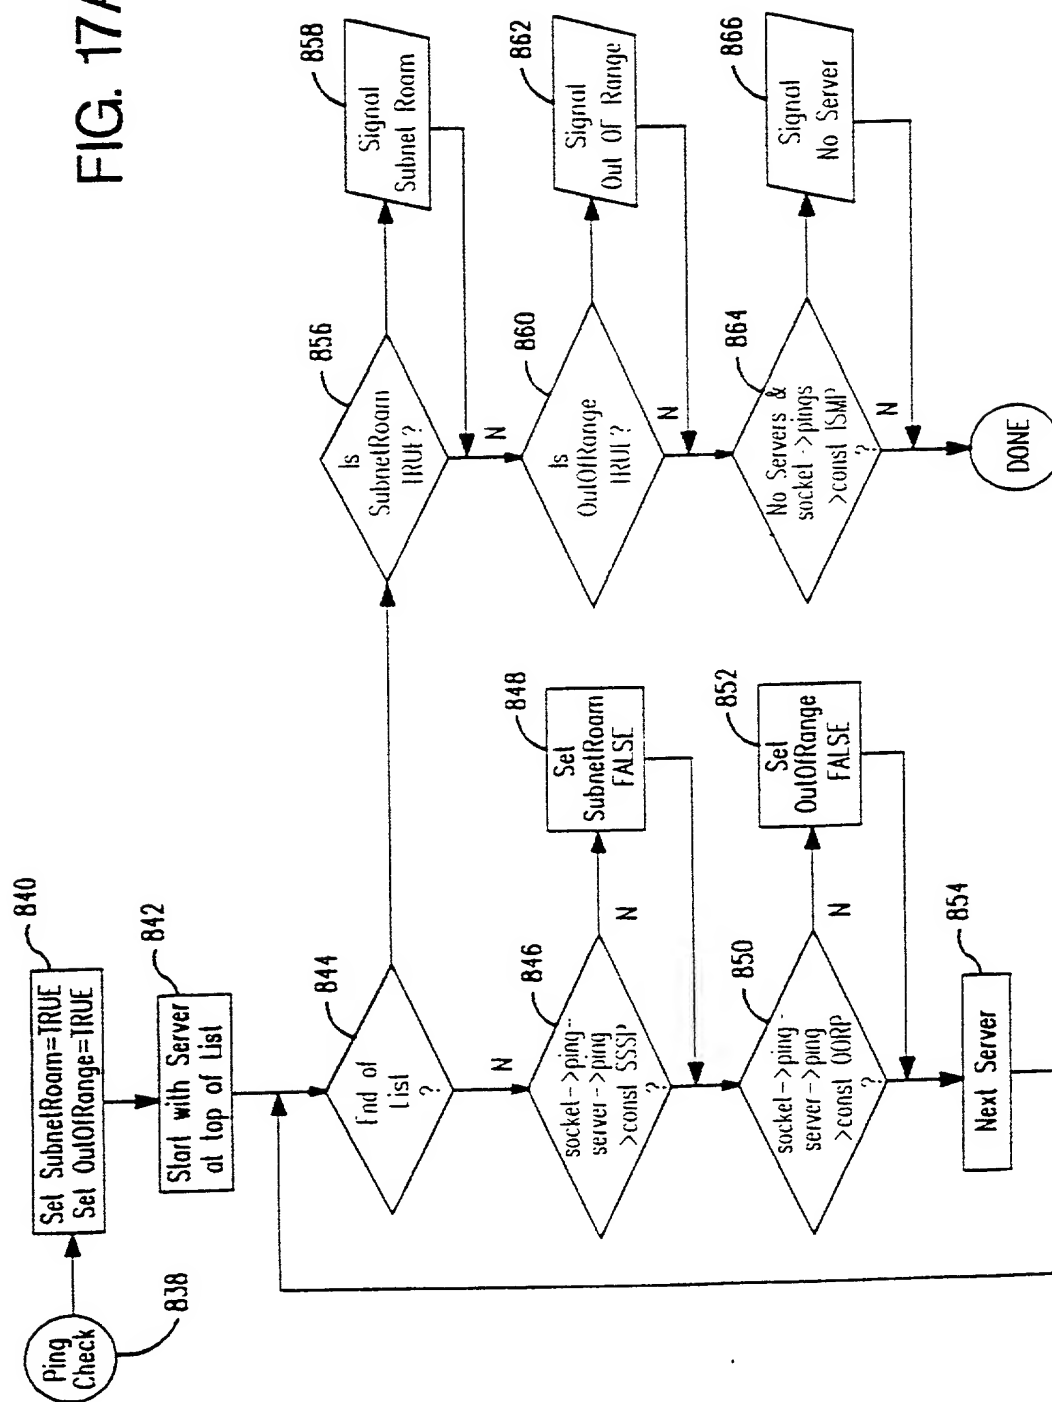 FIG. 17A
Ping
Check
838
Set SubnetRoam=TRUE
Set OutOfRange=TRUE
840
Start with Server
at top of List
842
End of
List
?
844
N
socket->ping-
server->ping
>const SSSP
?
846
N
Set
SubnetRoam
FALSE
848
socket->ping-
server->ping
>const OORP
?
850
N
Set
OutOfRange
FALSE
852
Next Server
854
Is
SubnetRoam
TRUE?
856
N
Signal
Subnet Roam
858
Is
OutOfRange
TRUE?
860
N
Signal
Out Of Range
862
No Servers &
socket->pings
>const ISMP
?
864
N
Signal
No Server
866
DONE